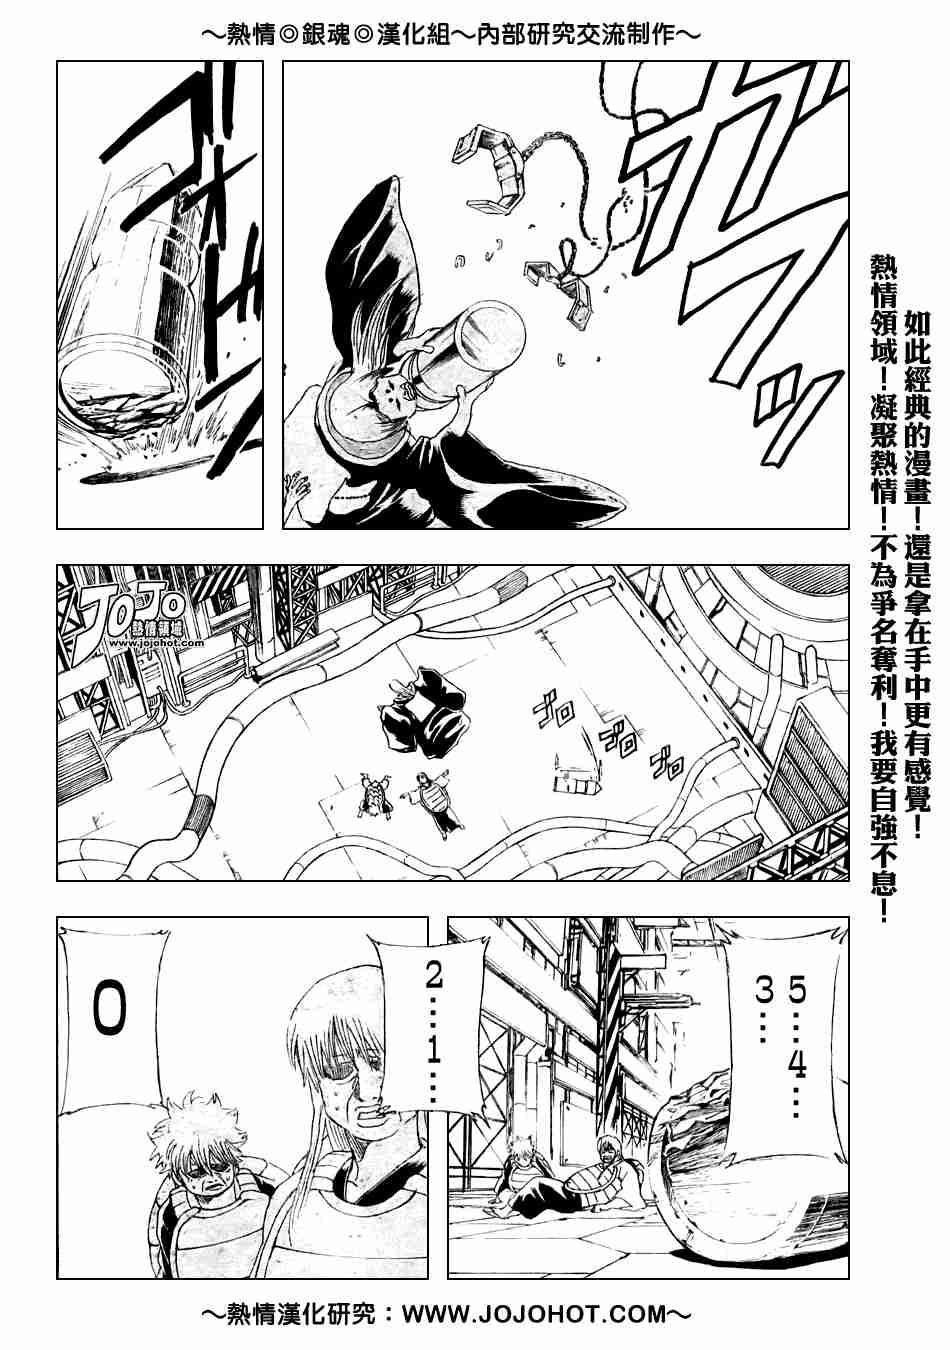 ～熱情◎銀魂◎漢化組～內部研究交流制作～
如此經典的漫畫！還是拿在手中更有感覺！
熱情領域！凝聚熱情！不為爭名奪利！我要自強不息！
ガガッ
JOJO
熱情領域
www.jojohot.com
ゴロ
ゴロ
ゴロ
ゴロ
5…4…
3…
2…1…
0
～熱情漢化研究：WWW.JOJOHOT.COM～